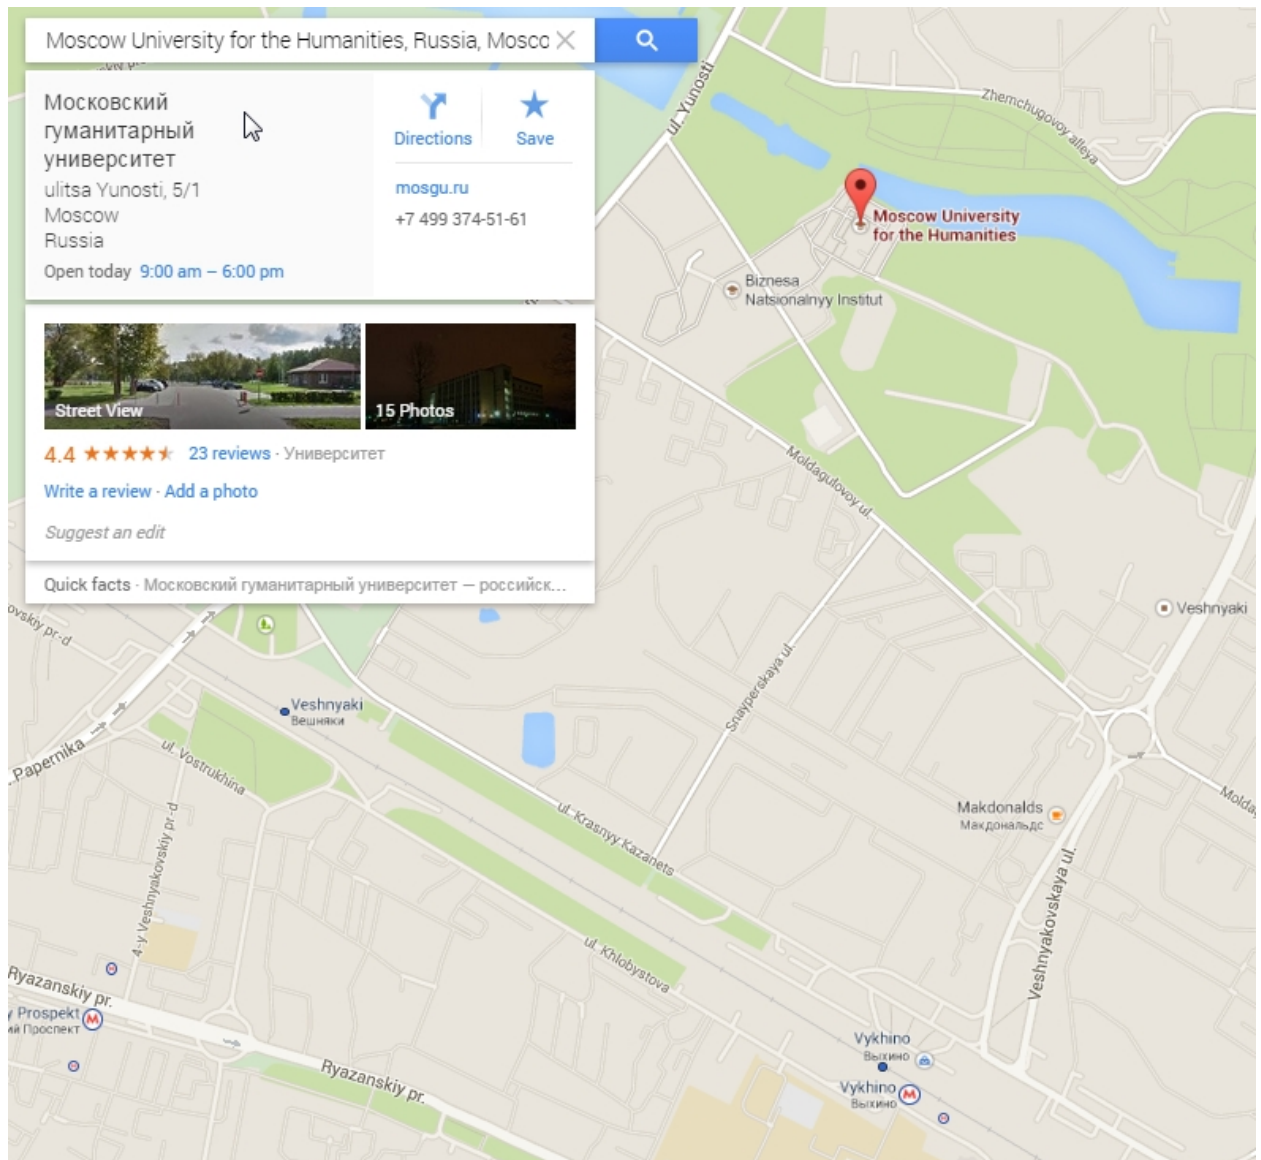 Moscow University for the Humanities, Russia, Mosco
Московский
гуманитарный
университет
ulitsa Yunosti, 5/1
Moscow
Russia
Open today 9:00 am – 6:00 pm
Directions
Save
mosgu.ru
+7 499 374-51-61
Street View
15 Photos
4.4
23 reviews · Университет
Write a review · Add a photo
Suggest an edit
Quick facts · Московский гуманитарный университет — российск...
ul. Yunosti
Zhemchugovoy alleya
Moscow University
for the Humanities
Biznesa
Natsionalnyy Institut
Moldagulovoy ul.
Veshnyaki
ovskiy pr-d
Veshnyaki
Вешняки
Snayperskaya ul.
Papernika
ul. Vostrukhina
Molda
Makdonalds
Макдональдс
ul. Krasnyy Kazanets
4-y Veshnyakovskiy pr-d
Veshnyakovskaya ul.
ul. Khlobystova
Ryazanskiy pr.
y Prospekt
ий Проспект
Ryazanskiy pr.
Vykhino
Выхино
Vykhino
Выхино